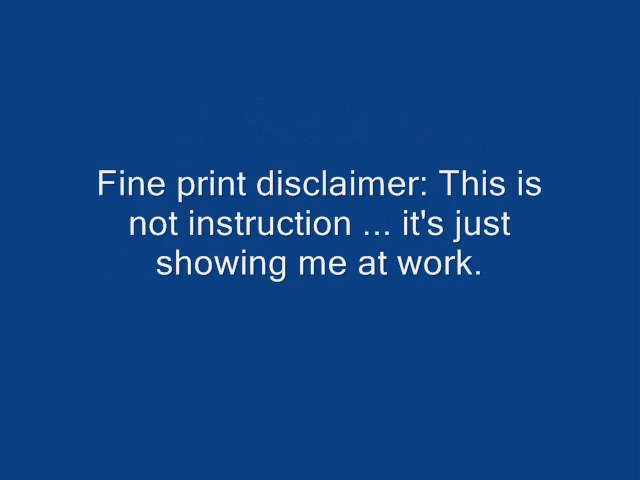 Fine print disclaimer: This is
not instruction ... it's just
showing me at work.